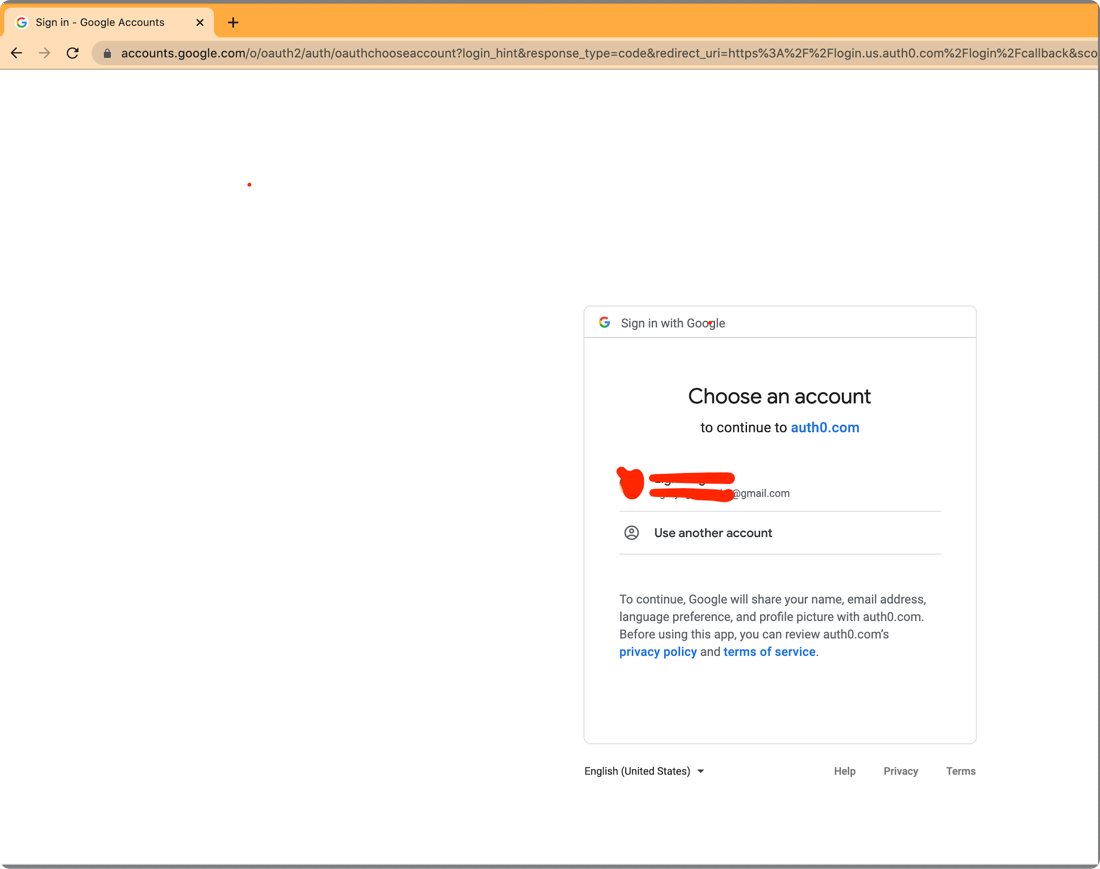 Sign in - Google Accounts
accounts.google.com/o/oauth2/auth/oauthchooseaccount?login_hint&response_type=code&redirect_uri=https%3A%2F%2Flogin.us.auth0.com%2Flogin%2Fcallback&sco
Sign in with Google
Choose an account
to continue to auth0.com
@gmail.com
Use another account
To continue, Google will share your name, email address,
language preference, and profile picture with auth0.com.
Before using this app, you can review auth0.com's
privacy policy and terms of service.
English (United States) Help Privacy Terms